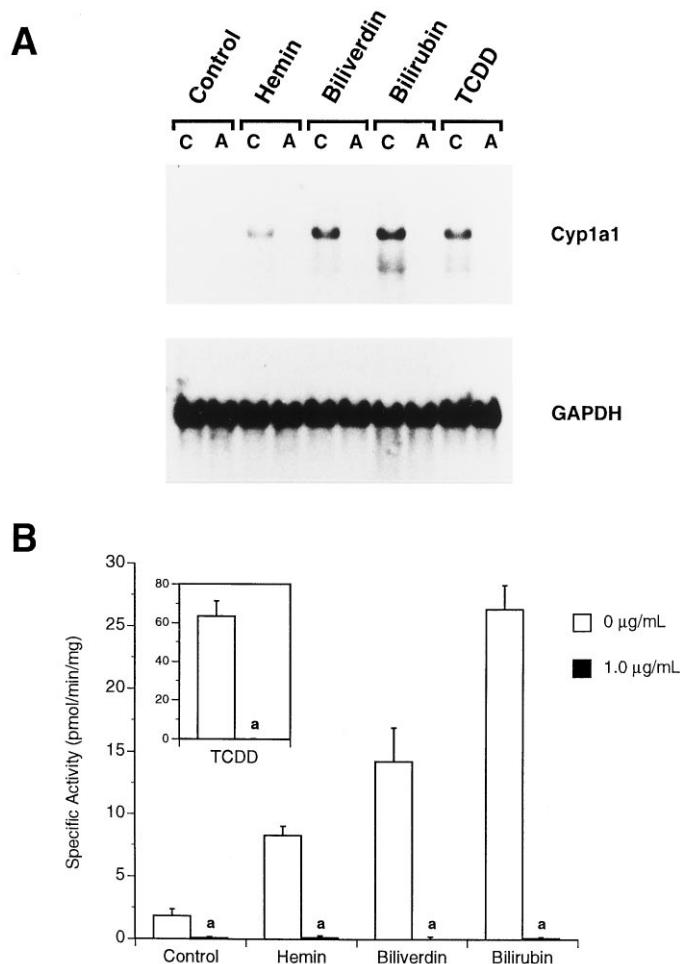 A
Control Hemin Biliverdin Bilirubin TCDD
C A C A C A C A C A
Cyp1a1
GAPDH
B
Specific Activity (pmol/min/mg)
30
25
20
15
10
5
0
80
60
40
20
0
a
TCDD
0 µg/mL
1.0 µg/mL
a a a a
Control Hemin Biliverdin Bilirubin